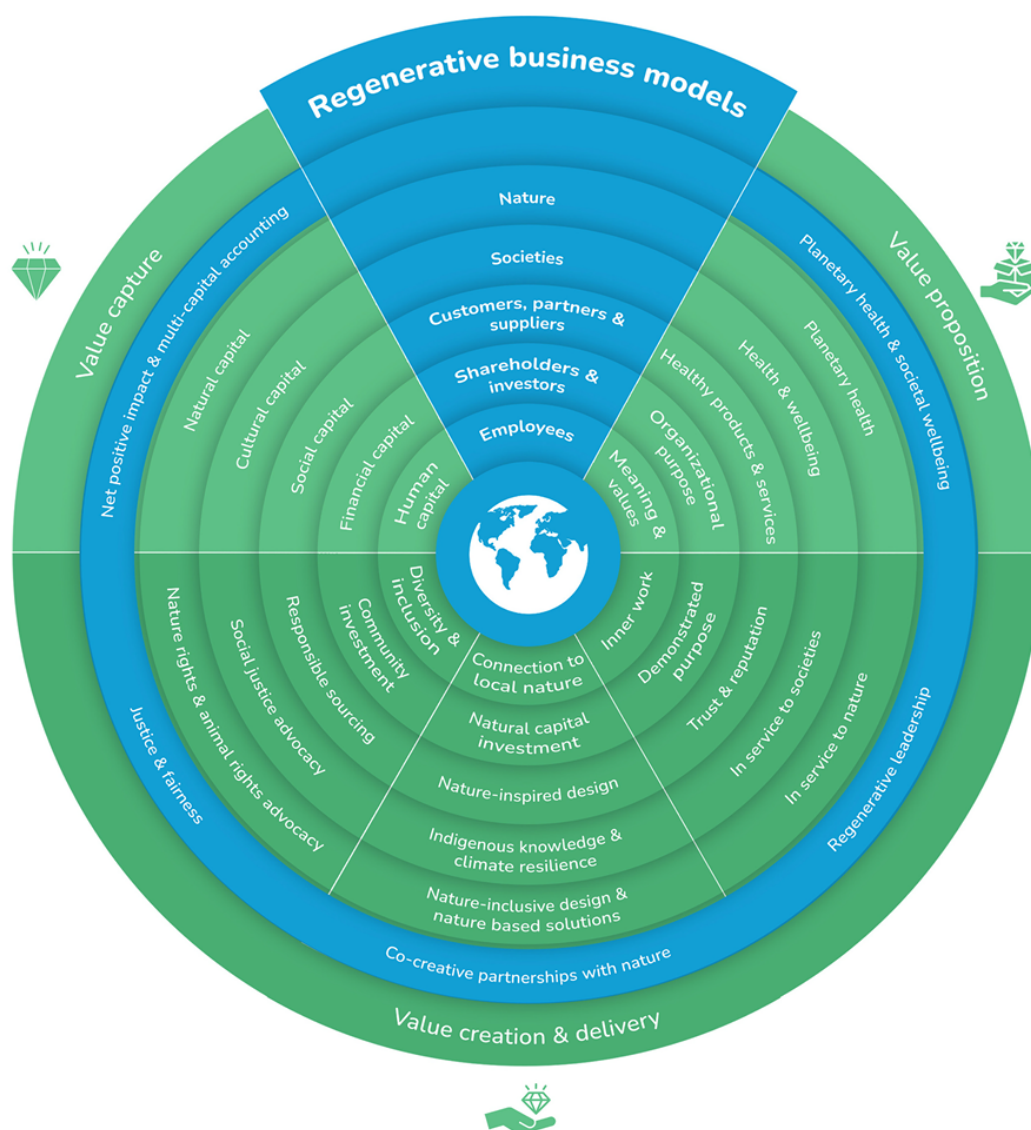 Regenerative business models
Nature
Societies
Customers, partners &
suppliers
Shareholders &
investors
Employees
Value proposition
Planetary health & societal wellbeing
Planetary health
Health & wellbeing
Healthy products & services
Organizational
purpose
Meaning &
values
Value creation & delivery
Regenerative leadership
In service to nature
In service to societies
Trust & reputation
Demonstrated
purpose
Inner work
Co-creative partnerships with nature
Nature-inclusive design &
nature based solutions
Indigenous knowledge &
climate resilience
Nature-inspired design
Natural capital
investment
Connection to
local nature
Justice & fairness
Nature rights & animal rights advocacy
Social justice advocacy
Responsible sourcing
Community
investment
Diversity &
inclusion
Value capture
Net positive impact & multi-capital accounting
Natural capital
Cultural capital
Social capital
Financial capital
Human
capital